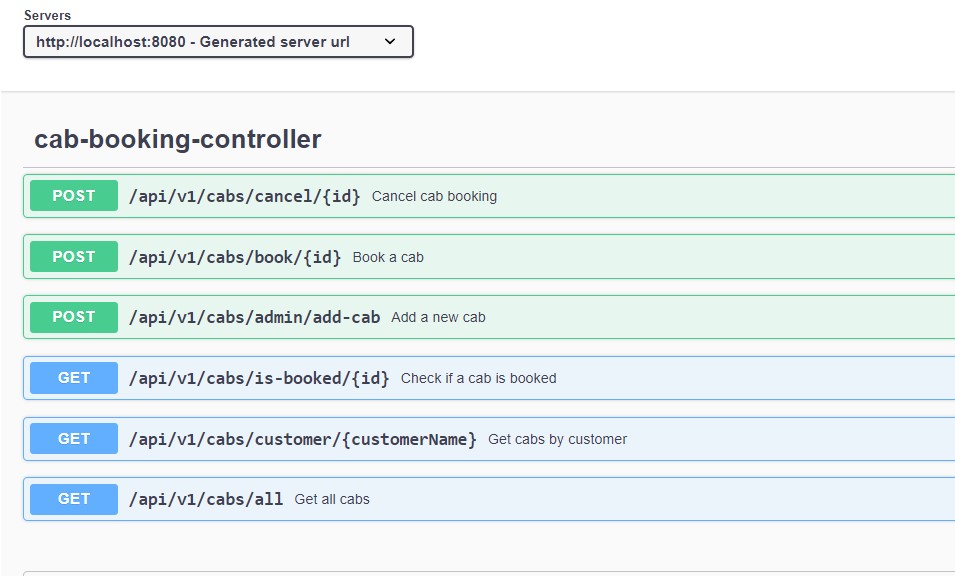 Servers
http://localhost:8080 - Generated server url
cab-booking-controller
POST /api/v1/cabs/cancel/{id} Cancel cab booking
POST /api/v1/cabs/book/{id} Book a cab
POST /api/v1/cabs/admin/add-cab Add a new cab
GET /api/v1/cabs/is-booked/{id} Check if a cab is booked
GET /api/v1/cabs/customer/{customerName} Get cabs by customer
GET /api/v1/cabs/all Get all cabs